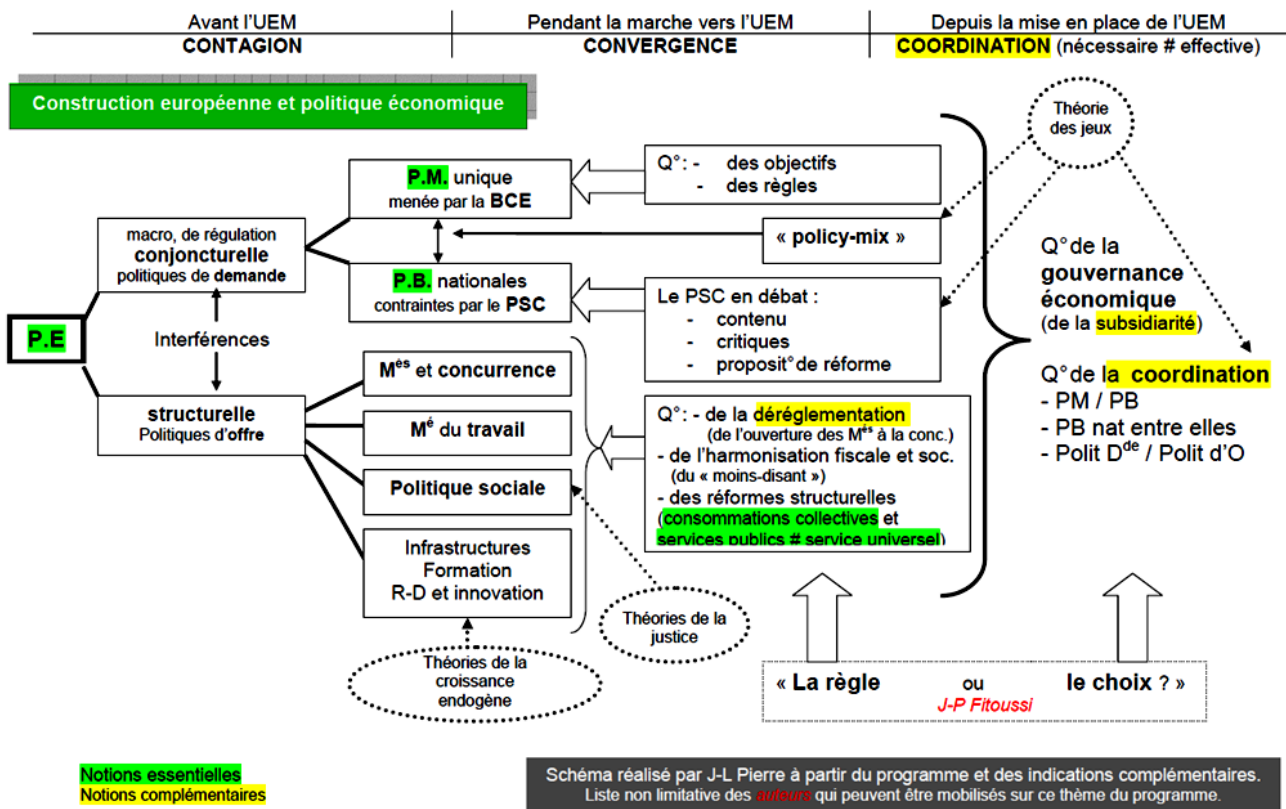 Avant l'UEM
CONTAGION
Pendant la marche vers l'UEM
CONVERGENCE
Depuis la mise en place de l'UEM
COORDINATION (nécessaire # effective)
Construction européenne et politique économique
Théorie
des jeux
P.M. unique
menée par la BCE
Q° : - des objectifs
- des règles
macro, de régulation
conjoncturelle
politiques de demande
« policy-mix »
P.B. nationales
contraintes par le PSC
Le PSC en débat :
- contenu
- critiques
- proposit° de réforme
Q° de la
gouvernance
économique
(de la subsidiarité)
P.E
Interférences
Q° de la coordination
- PM / PB
- PB nat entre elles
- Polit Dde / Polit d'O
structurelle
Politiques d'offre
Més et concurrence
Mé du travail
Politique sociale
Infrastructures
Formation
R-D et innovation
Q° : - de la déréglementation
(de l'ouverture des Més à la conc.)
- de l'harmonisation fiscale et soc.
(du « moins-disant »)
- des réformes structurelles
(consommations collectives et
services publics # service universel)
Théories de la
justice
Théories de la
croissance
endogène
« La règle ou le choix ? »
J-P Fitoussi
Notions essentielles
Notions complémentaires
Schéma réalisé par J-L Pierre à partir du programme et des indications complémentaires.
Liste non limitative des auteurs qui peuvent être mobilisés sur ce thème du programme.